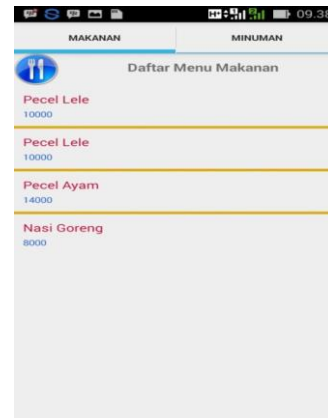 09.38
MAKANAN
MINUMAN
Daftar Menu Makanan
Pecel Lele
10000
Pecel Lele
10000
Pecel Ayam
14000
Nasi Goreng
8000